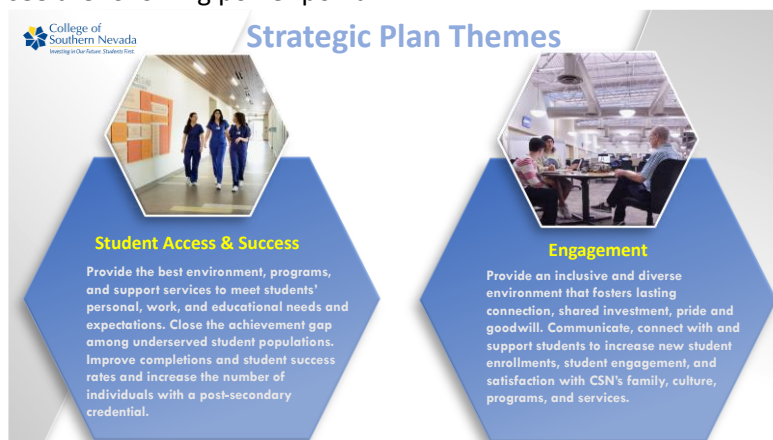 College of
Southern Nevada
Investing in Our Future. Students First.
Strategic Plan Themes
Student Access & Success
Provide the best environment, programs,
and support services to meet students'
personal, work, and educational needs and
expectations. Close the achievement gap
among underserved student populations.
Improve completions and student success
rates and increase the number of
individuals with a post-secondary
credential.
Engagement
Provide an inclusive and diverse
environment that fosters lasting
connection, shared investment, pride and
goodwill. Communicate, connect with and
support students to increase new student
enrollments, student engagement, and
satisfaction with CSN's family, culture,
programs, and services.